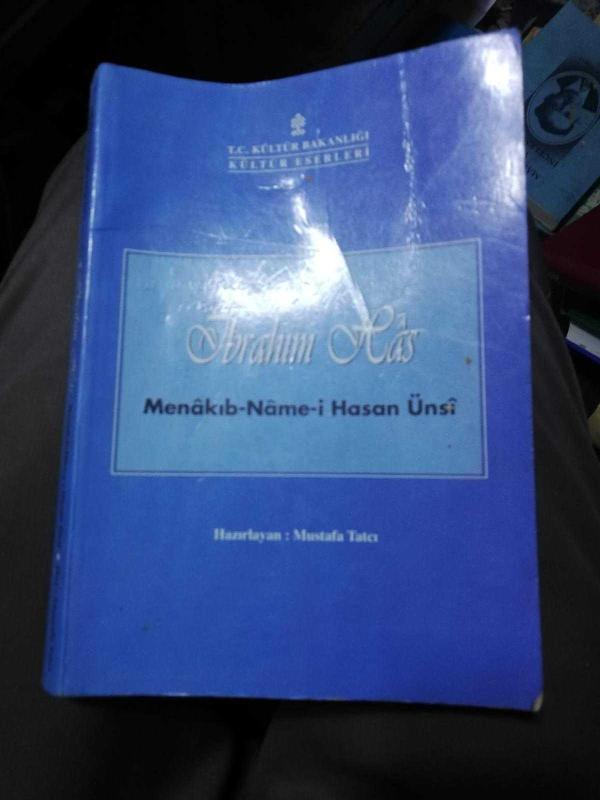 T.C. KÜLTÜR BAKANLIĞI
KÜLTÜR ESERLERİ
İbrahim Hâs
Menâkıb-Nâme-i Hasan Ünsî
Hazırlayan : Mustafa Tatcı